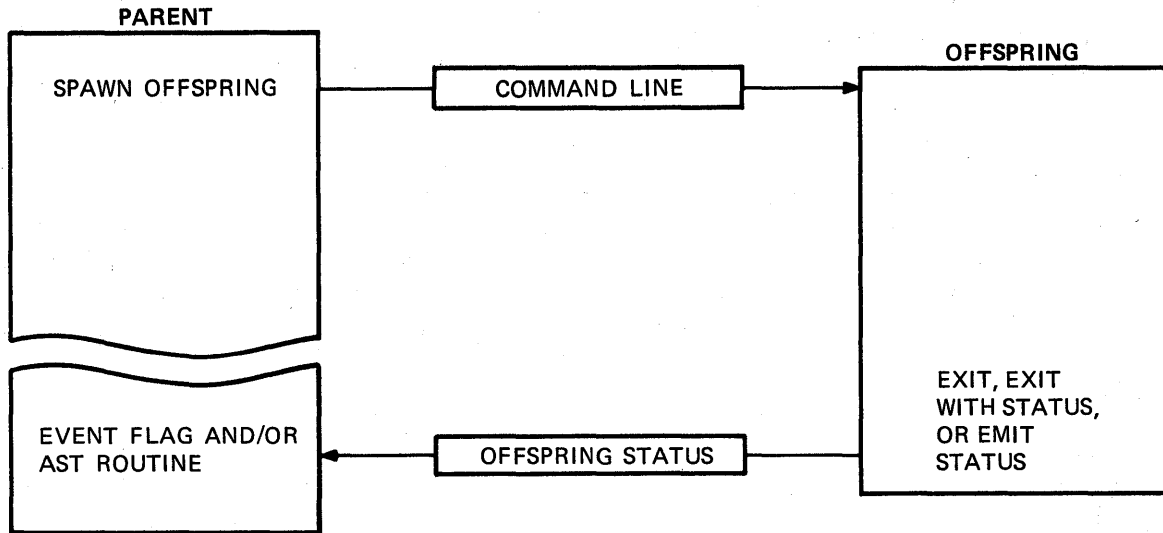 PARENT
OFFSPRING
SPAWN OFFSPRING
COMMAND LINE
EXIT, EXIT
WITH STATUS,
OR EMIT
STATUS
EVENT FLAG AND/OR
AST ROUTINE
OFFSPRING STATUS